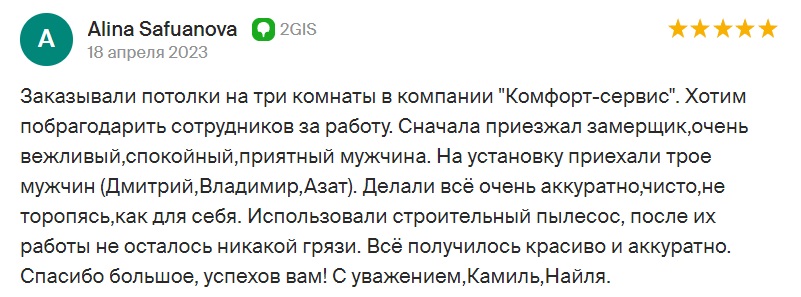 A
Alina Safuanova 2GIS
18 апреля 2023
Заказывали потолки на три комнаты в компании "Комфорт-сервис". Хотим
побрагодарить сотрудников за работу. Сначала приезжал замерщик,очень
вежливый,спокойный,приятный мужчина. На установку приехали трое
мужчин (Дмитрий,Владимир,Азат). Делали всё очень аккуратно,чисто,не
торопясь,как для себя. Использовали строительный пылесос, после их
работы не осталось никакой грязи. Всё получилось красиво и аккуратно.
Спасибо большое, успехов вам! С уважением,Камиль,Найля.